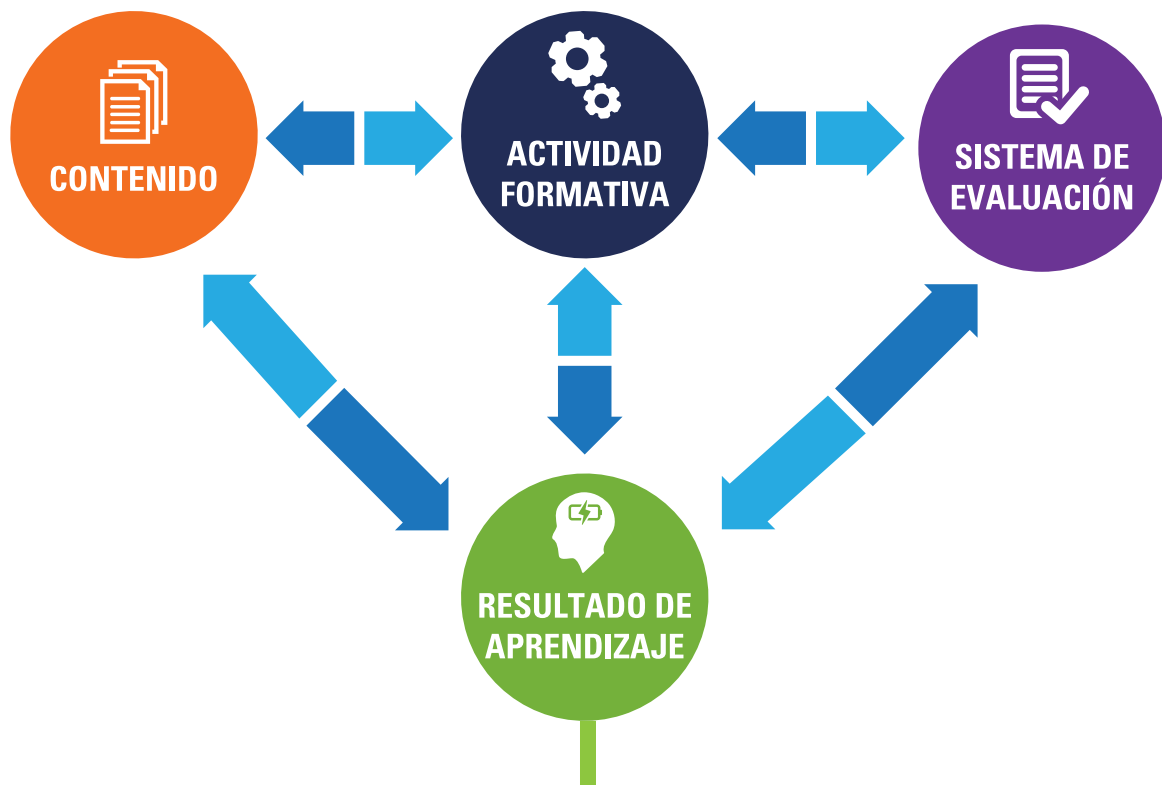 CONTENIDO
ACTIVIDAD
FORMATIVA
SISTEMA DE
EVALUACIÓN
RESULTADO DE
APRENDIZAJE